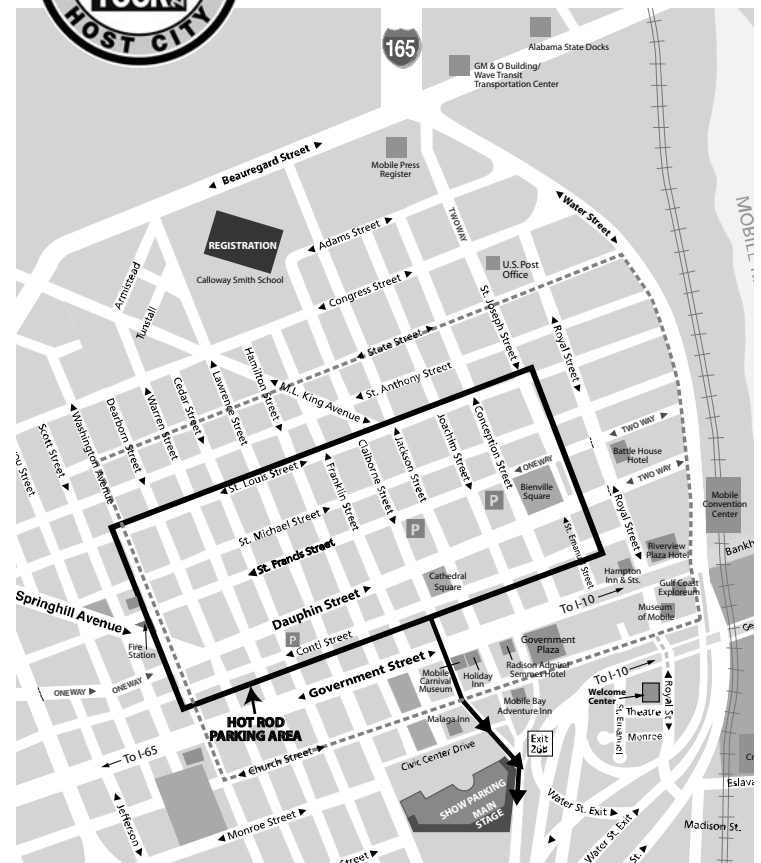 TOUR
HOST CITY
165
Alabama State Docks
GM & O Building/
Wave Transit
Transportation Center
Beauregard Street
Mobile Press
Register
TWO WAY
Water Street
MOBILE
REGISTRATION
Adams Street
Calloway Smith School
U.S. Post
Office
Armistead
Tunstall
Congress Street
St. Joseph Street
State Street
Royal Street
Hamilton Street
St. Anthony Street
M.L. King Avenue
Lawrence Street
Cedar Street
Warren Street
Dearborn Street
Washington Avenue
Scott Street
Street
Conception Street
Joachim Street
Jackson Street
Claiborne Street
Franklin Street
TWO WAY
Battle House
Hotel
ONEWAY
TWO WAY
St. Louis Street
Bienville
Square
P
P
Mobile
Convention
Center
St. Michael Street
Royal Street
St. Emanuel Street
St. Francis Street
Riverview
Plaza Hotel
Bankh
Hampton
Inn & Sts.
Cathedral
Square
Gulf Coast
Exploreum
Springhill Avenue
Dauphin Street
To I-10
Museum
of Mobile
P
Conti Street
Fire
Station
Government
Plaza
Government Street
Radison Admiral
Semmes Hotel
To I-10
Mobile
Carnival
Museum
Holiday
Inn
ONEWAY
ONEWAY
Welcome
Center
Royal St
Mobile Bay
Adventure Inn
HOT ROD
PARKING AREA
Malaga Inn
Theatre
St. Emanuel
Monroe
Exit
26B
To I-65
Church Street
Civic Center Drive
SHOW PARKING
MAIN
STAGE
Eslava
Water St. Exit
Jefferson
Monroe Street
Water St. Exit
Madison St.
Street
St.